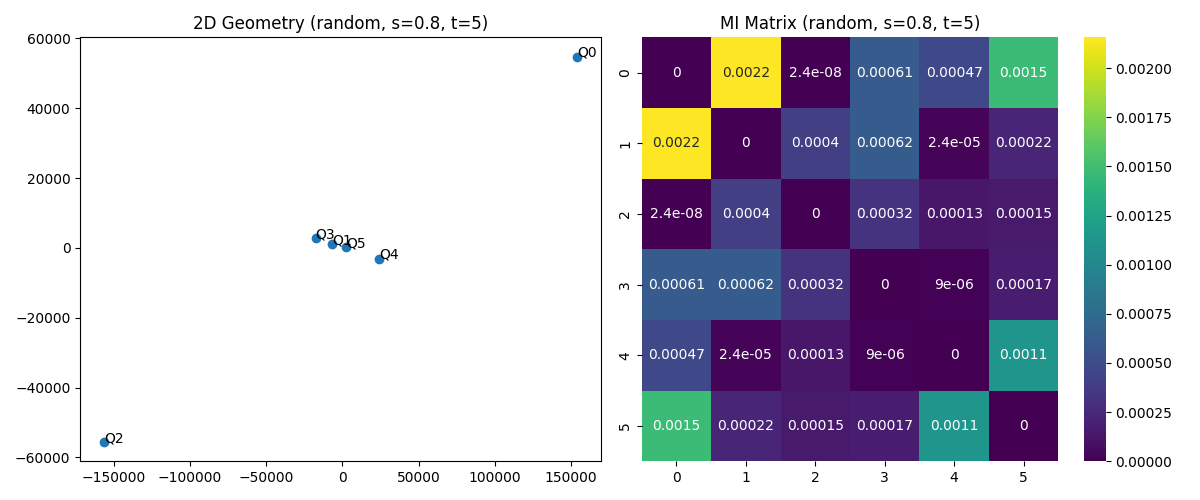 2D Geometry (random, s=0.8, t=5)
60000
40000
20000
0
−20000
−40000
−60000
−150000 −100000 −50000 0 50000 100000 150000
Q0
Q3
Q1
Q5
Q4
Q2
MI Matrix (random, s=0.8, t=5)
0 0 0.0022 2.4e-08 0.00061 0.00047 0.0015
1 0.0022 0 0.0004 0.00062 2.4e-05 0.00022
2 2.4e-08 0.0004 0 0.00032 0.00013 0.00015
3 0.00061 0.00062 0.00032 0 9e-06 0.00017
4 0.00047 2.4e-05 0.00013 9e-06 0 0.0011
5 0.0015 0.00022 0.00015 0.00017 0.0011 0
0 1 2 3 4 5
0.00200
0.00175
0.00150
0.00125
0.00100
0.00075
0.00050
0.00025
0.00000